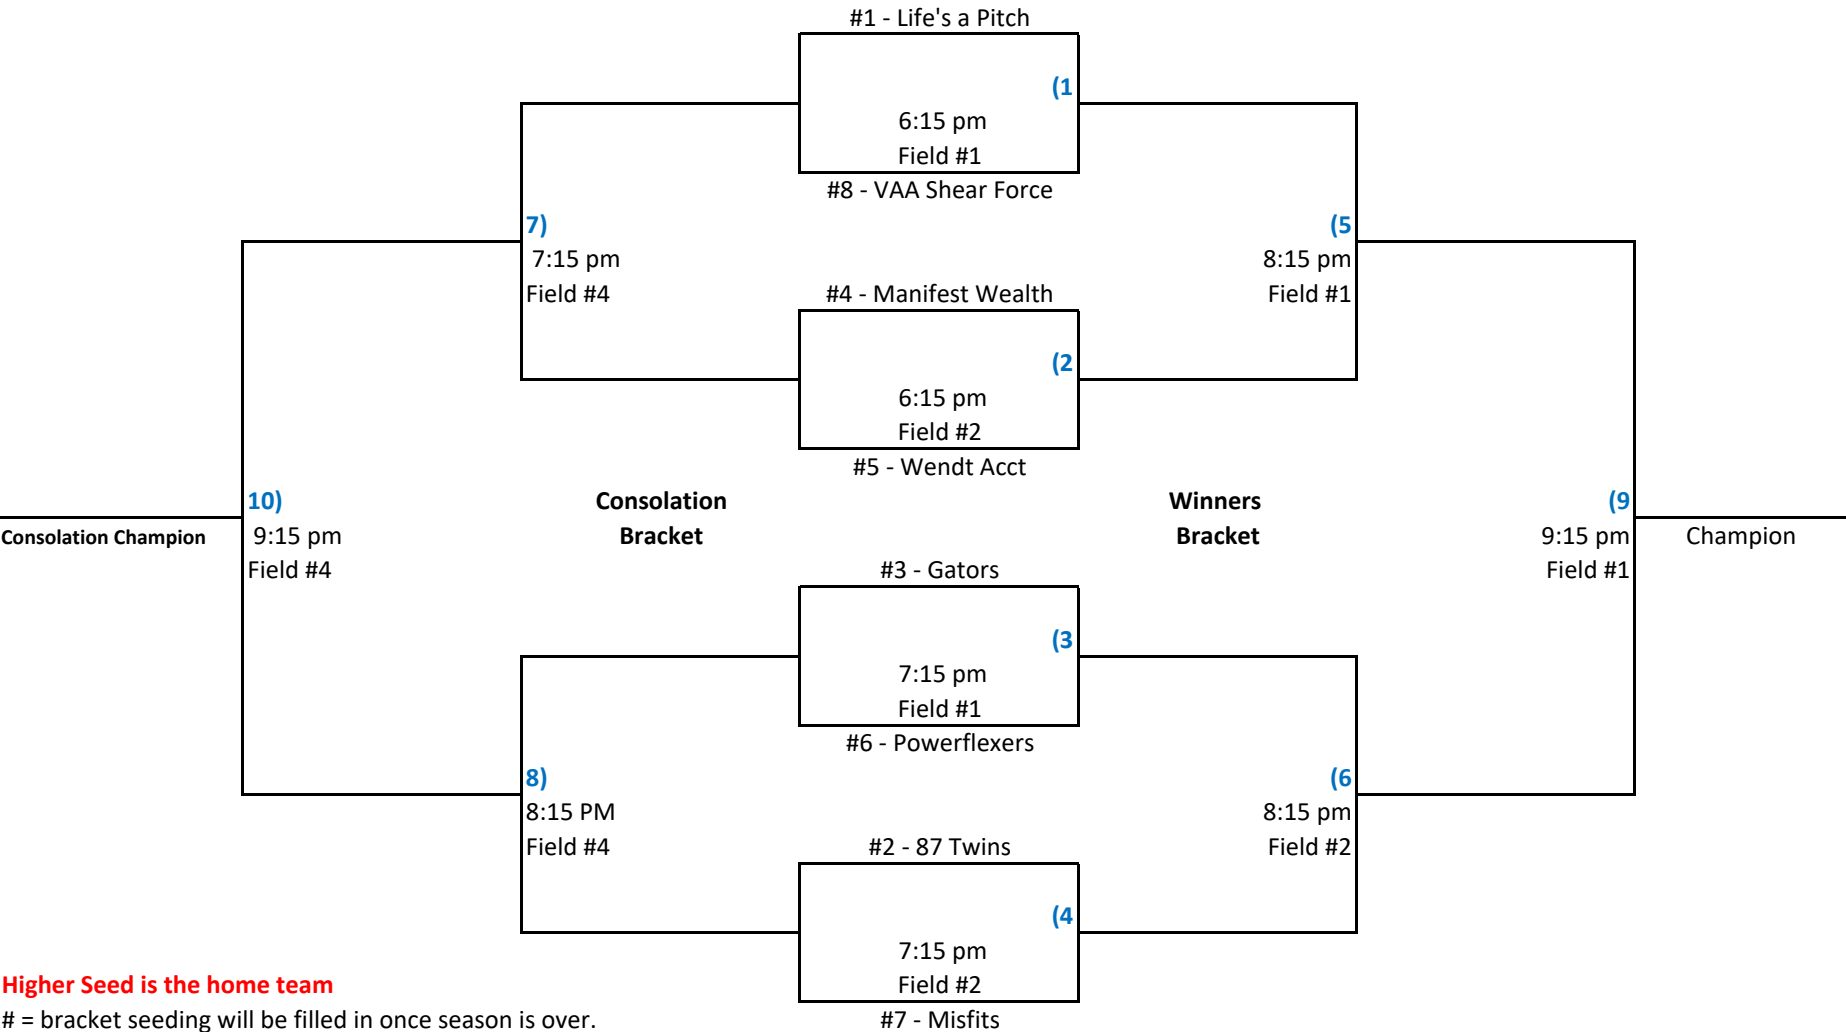 #1 - Life's a Pitch
(1
6:15 pm
Field #1
#8 - VAA Shear Force
7)
7:15 pm
Field #4
(5
8:15 pm
Field #1
#4 - Manifest Wealth
(2
6:15 pm
Field #2
#5 - Wendt Acct
10)
9:15 pm
Field #4
Consolation Champion
Consolation
Bracket
Winners
Bracket
(9
9:15 pm
Field #1
Champion
#3 - Gators
(3
7:15 pm
Field #1
#6 - Powerflexers
8)
8:15 PM
Field #4
(6
8:15 pm
Field #2
#2 - 87 Twins
(4
7:15 pm
Field #2
#7 - Misfits
Higher Seed is the home team
# = bracket seeding will be filled in once season is over.